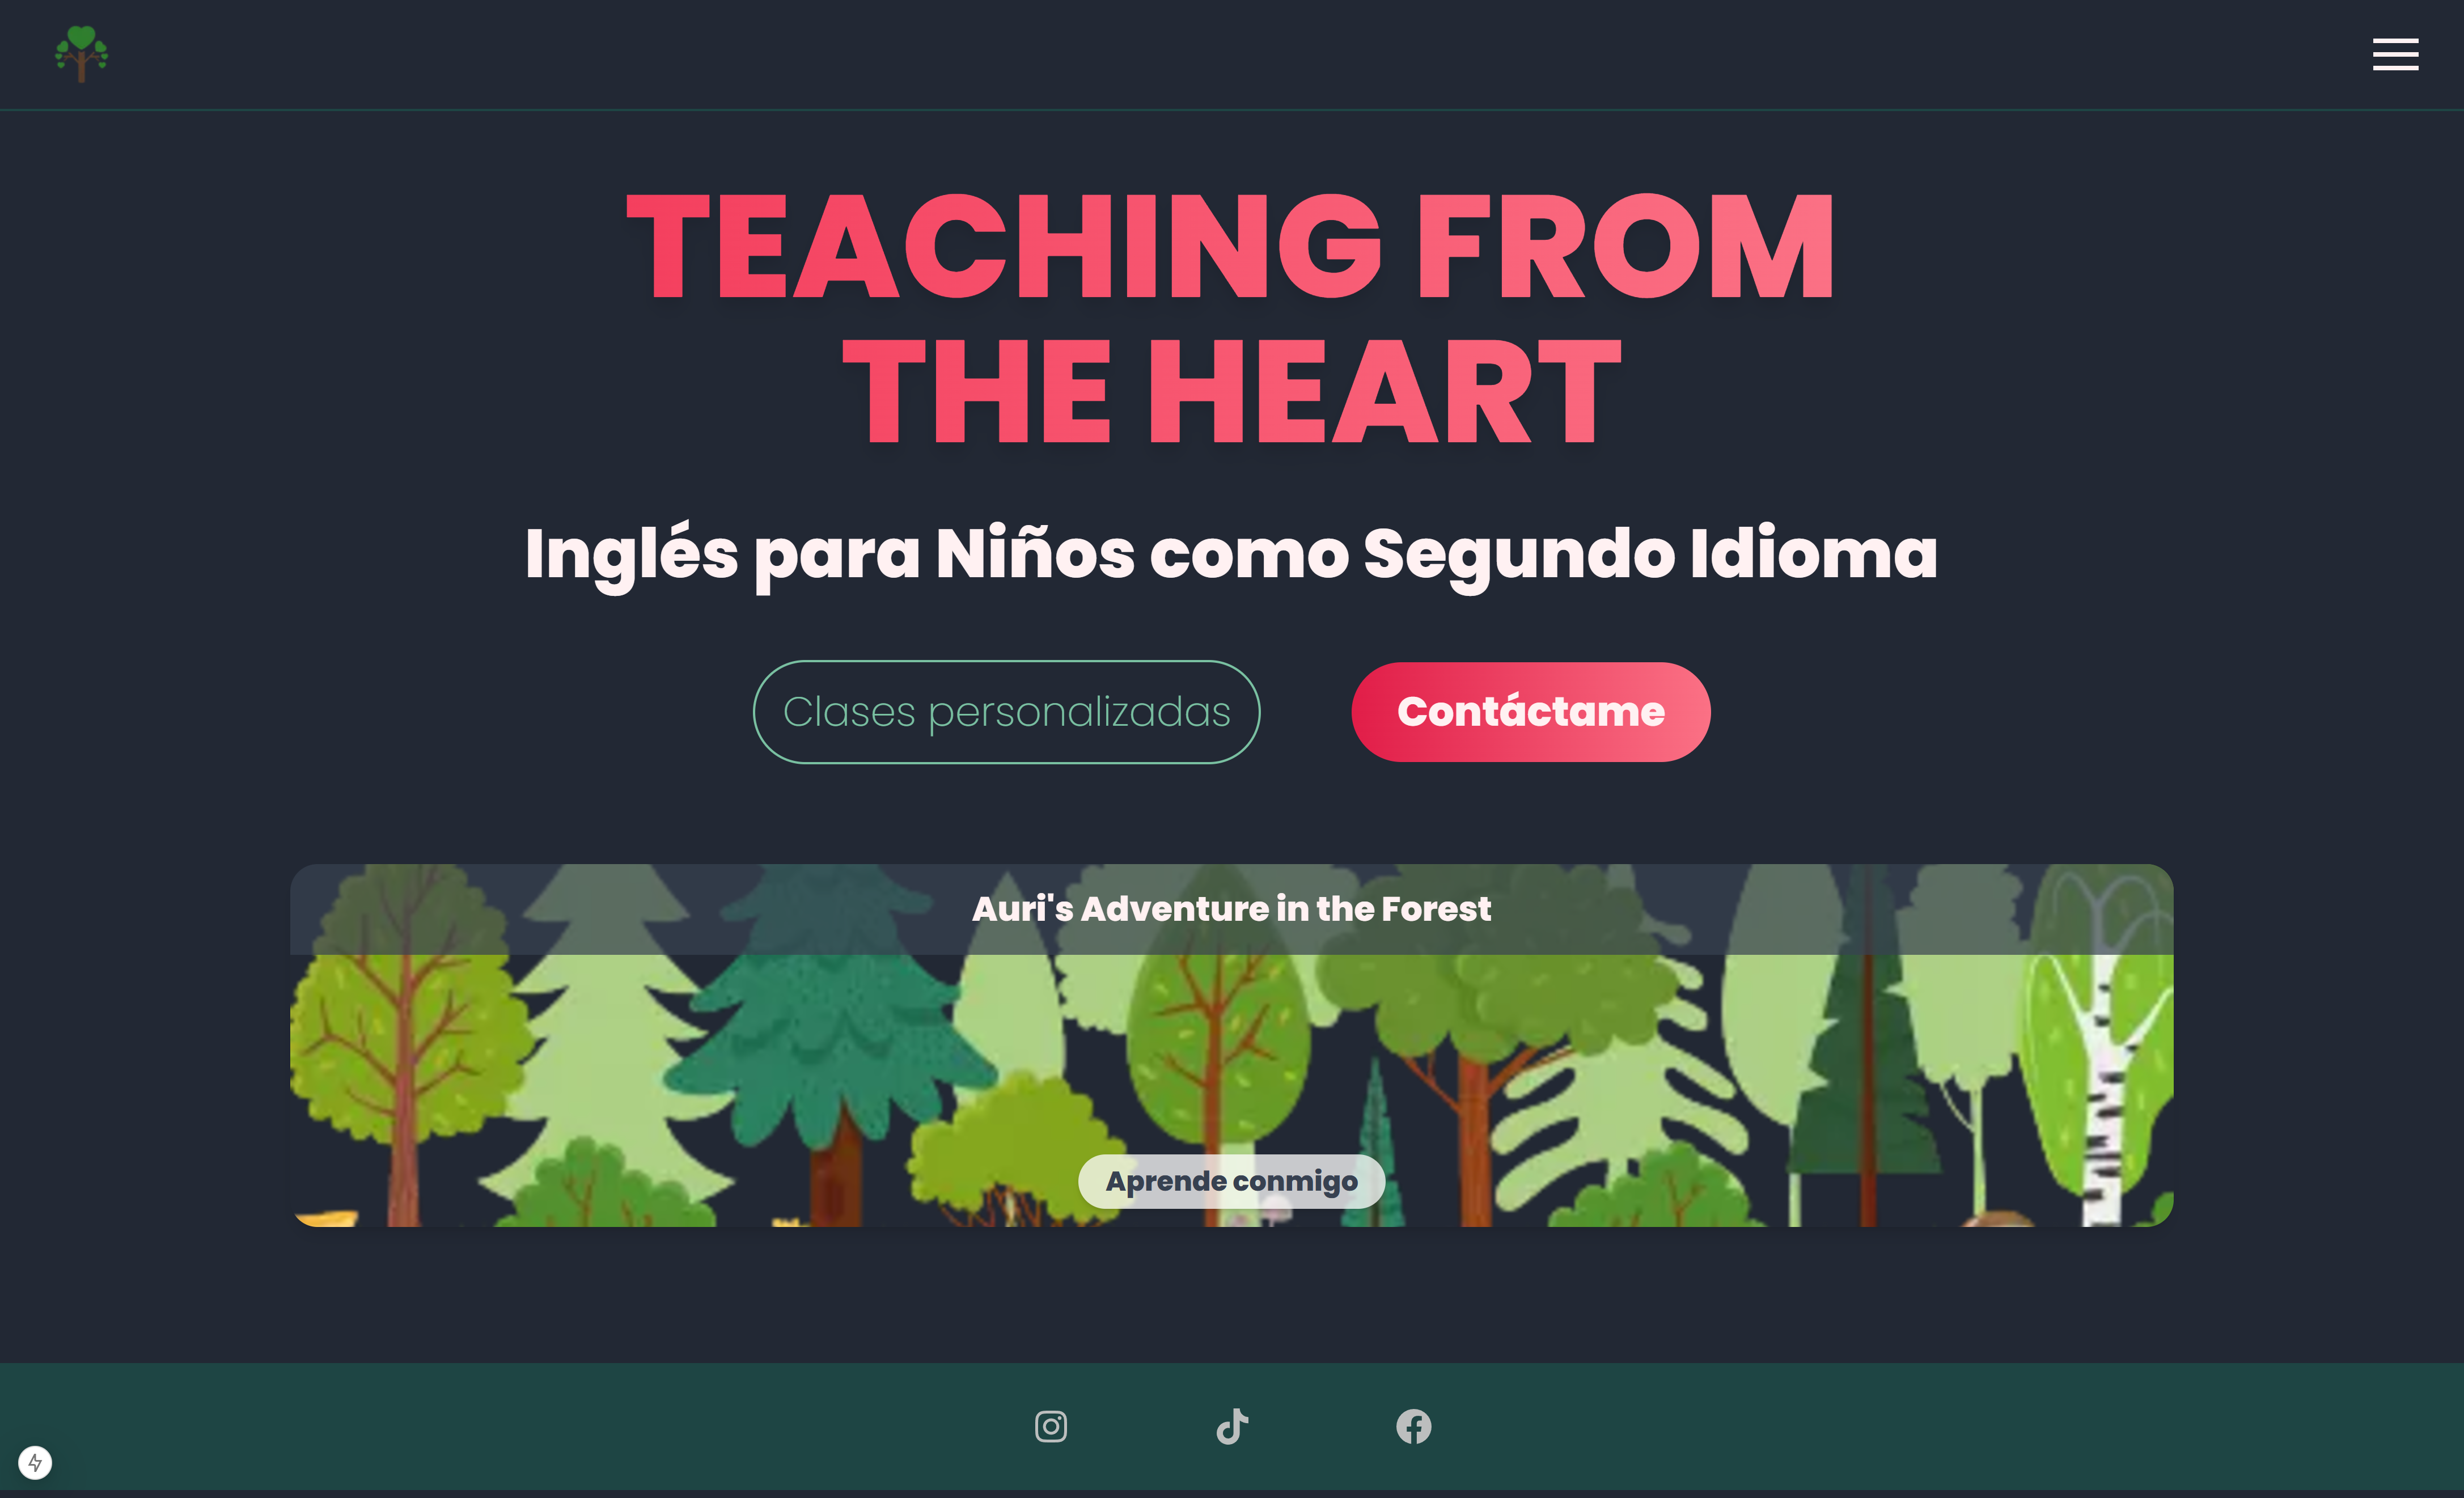 TEACHING FROM
THE HEART
Inglés para Niños como Segundo Idioma
Clases personalizadas
Contáctame
Auri's Adventure in the Forest
Aprende conmigo